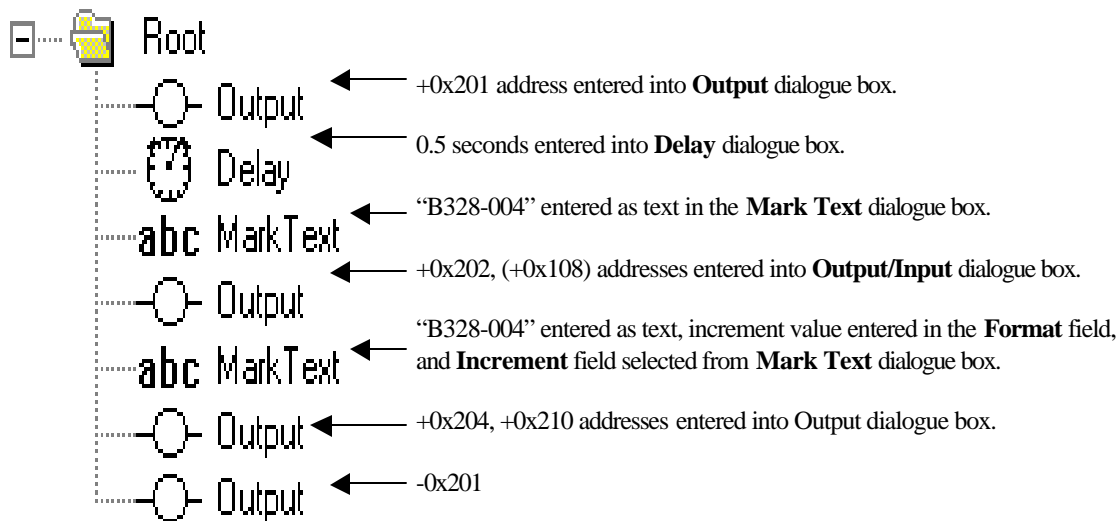 Root
Output
+0x201 address entered into Output dialogue box.
Delay
0.5 seconds entered into Delay dialogue box.
abc MarkText
“B328-004” entered as text in the Mark Text dialogue box.
Output
+0x202, (+0x108) addresses entered into Output/Input dialogue box.
abc MarkText
“B328-004” entered as text, increment value entered in the Format field,
and Increment field selected from Mark Text dialogue box.
Output
+0x204, +0x210 addresses entered into Output dialogue box.
Output
-0x201